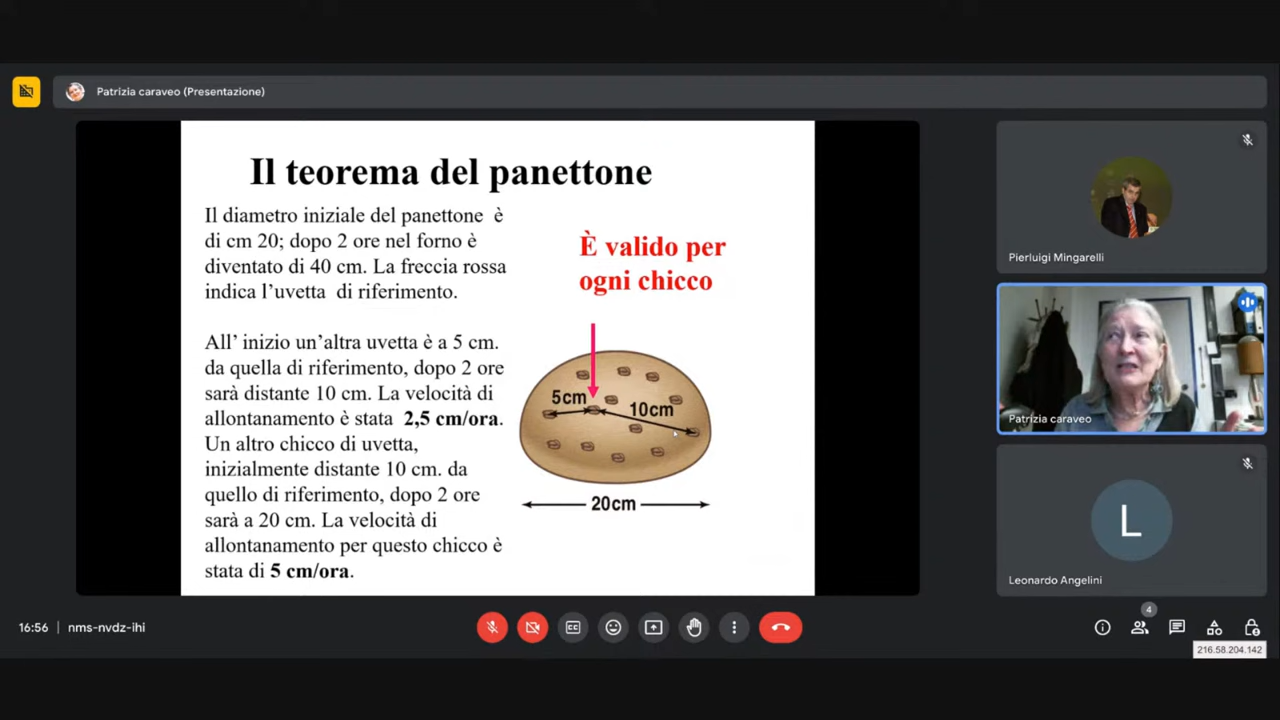 Patrizia caraveo (Presentazione)
Il teorema del panettone
Il diametro iniziale del panettone è
di cm 20; dopo 2 ore nel forno è
diventato di 40 cm. La freccia rossa
indica l’uvetta di riferimento.
All’ inizio un’altra uvetta è a 5 cm.
da quella di riferimento, dopo 2 ore
sarà distante 10 cm. La velocità di
allontanamento è stata 2,5 cm/ora.
Un altro chicco di uvetta,
inizialmente distante 10 cm. da
quello di riferimento, dopo 2 ore
sarà a 20 cm. La velocità di
allontanamento per questo chicco è
stata di 5 cm/ora.
È valido per
ogni chicco
5cm
10cm
20cm
Pierluigi Mingarelli
Patrizia caraveo
L
Leonardo Angelini
16:56 | nms-nvdz-ihi
CC
4
216.58.204.142